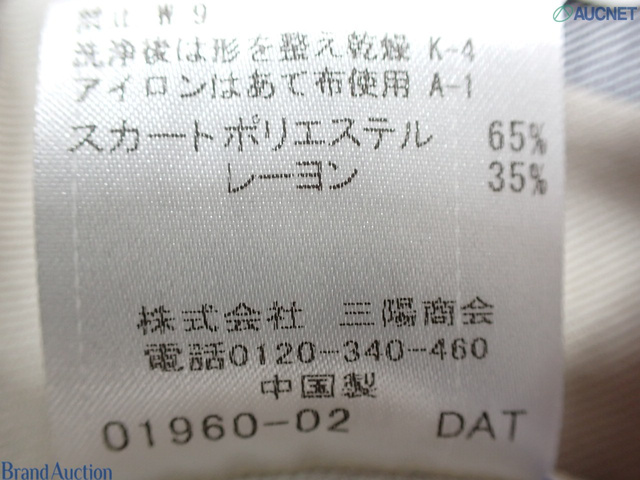 AUCNET
W 9
洗浄後は形を整え乾燥 K-4
アイロンはあて布使用 A-1
スカートポリエステル 65%
レーヨン 35%
株式会社 三陽商会
電話0120-340-460
中国製
01960-02 DAT
Brand Auction